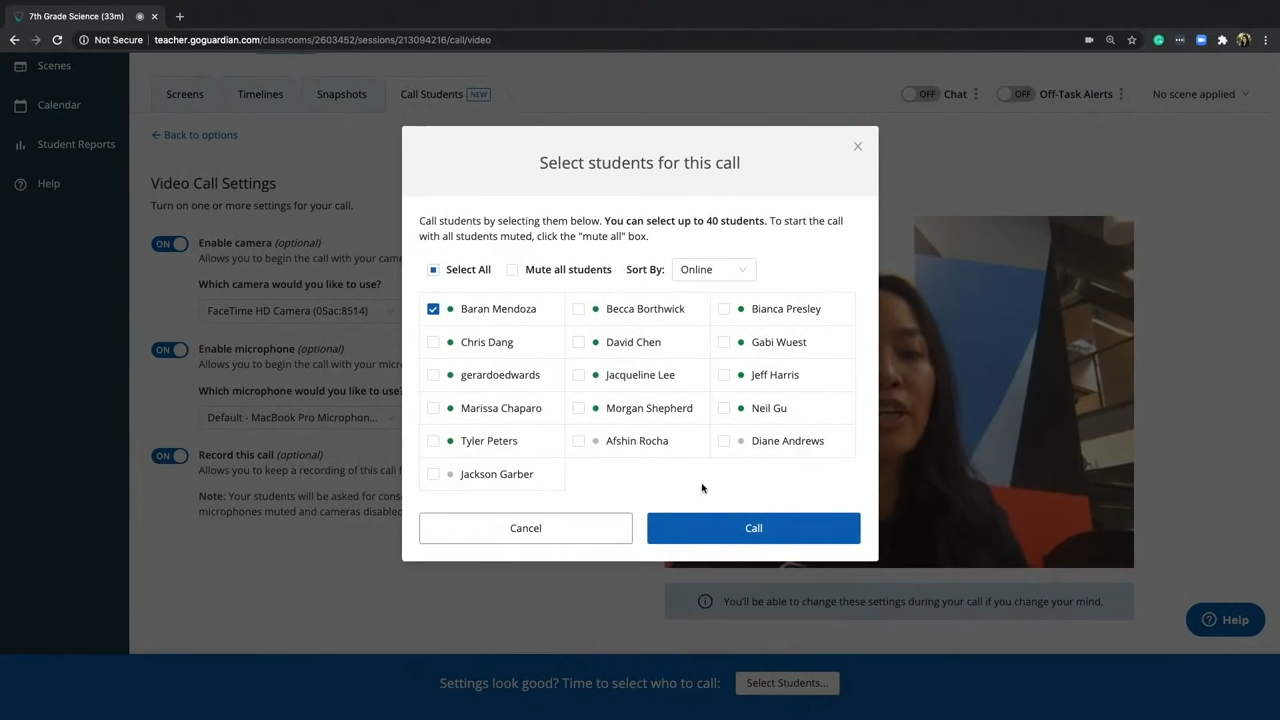 7th Grade Science (33m)
Not Secure | teacher.goguardian.com/classrooms/2603452/sessions/213094216/call/video
Scenes
Calendar
Student Reports
Help
Screens
Timelines
Snapshots
Call Students NEW
OFF Chat
OFF Off-Task Alerts
No scene applied
← Back to options
Video Call Settings
Turn on one or more settings for your call.
ON Enable camera (optional)
Allows you to begin the call with your came
Which camera would you like to use?
FaceTime HD Camera (05ac:8514)
ON Enable microphone (optional)
Allows you to begin the call with your micr
Which microphone would you like to use?
Default - MacBook Pro Microphon...
ON Record this call (optional)
Allows you to keep a recording of this call f
Note: Your students will be asked for cons
microphones muted and cameras disabled
Select students for this call
Call students by selecting them below. You can select up to 40 students. To start the call
with all students muted, click the "mute all" box.
Select All
Mute all students
Sort By: Online
Baran Mendoza
Becca Borthwick
Bianca Presley
Chris Dang
David Chen
Gabi Wuest
gerardoedwards
Jacqueline Lee
Jeff Harris
Marissa Chaparo
Morgan Shepherd
Neil Gu
Tyler Peters
Afshin Rocha
Diane Andrews
Jackson Garber
Cancel
Call
You'll be able to change these settings during your call if you change your mind.
Help
Settings look good? Time to select who to call:
Select Students...